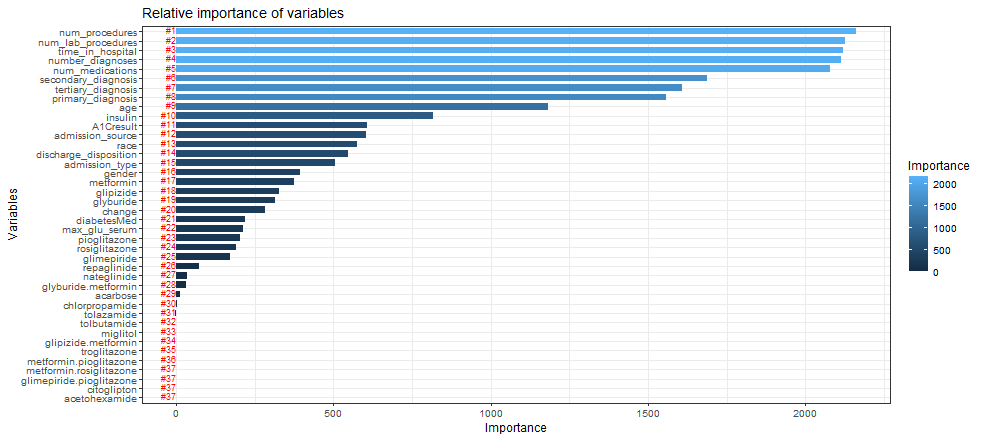 Relative importance of variables
Variables
num_procedures #1
num_lab_procedures #2
time_in_hospital #3
number_diagnoses #4
num_medications #5
secondary_diagnosis #6
tertiary_diagnosis #7
primary_diagnosis #8
age #9
insulin #10
A1Cresult #11
admission_source #12
race #13
discharge_disposition #14
admission_type #15
gender #16
metformin #17
glipizide #18
glyburide #19
change #20
diabetesMed #21
max_glu_serum #22
pioglitazone #23
rosiglitazone #24
glimepiride #25
repaglinide #26
nateglinide #27
glyburide.metformin #28
acarbose #29
chlorpropamide #30
tolazamide #31
tolbutamide #32
miglitol #33
glipizide.metformin #34
troglitazone #35
metformin.pioglitazone #36
metformin.rosiglitazone #37
glimepiride.pioglitazone #37
citoglipton #37
acetohexamide #37
0 500 1000 1500 2000
Importance
Importance
2000
1500
1000
500
0